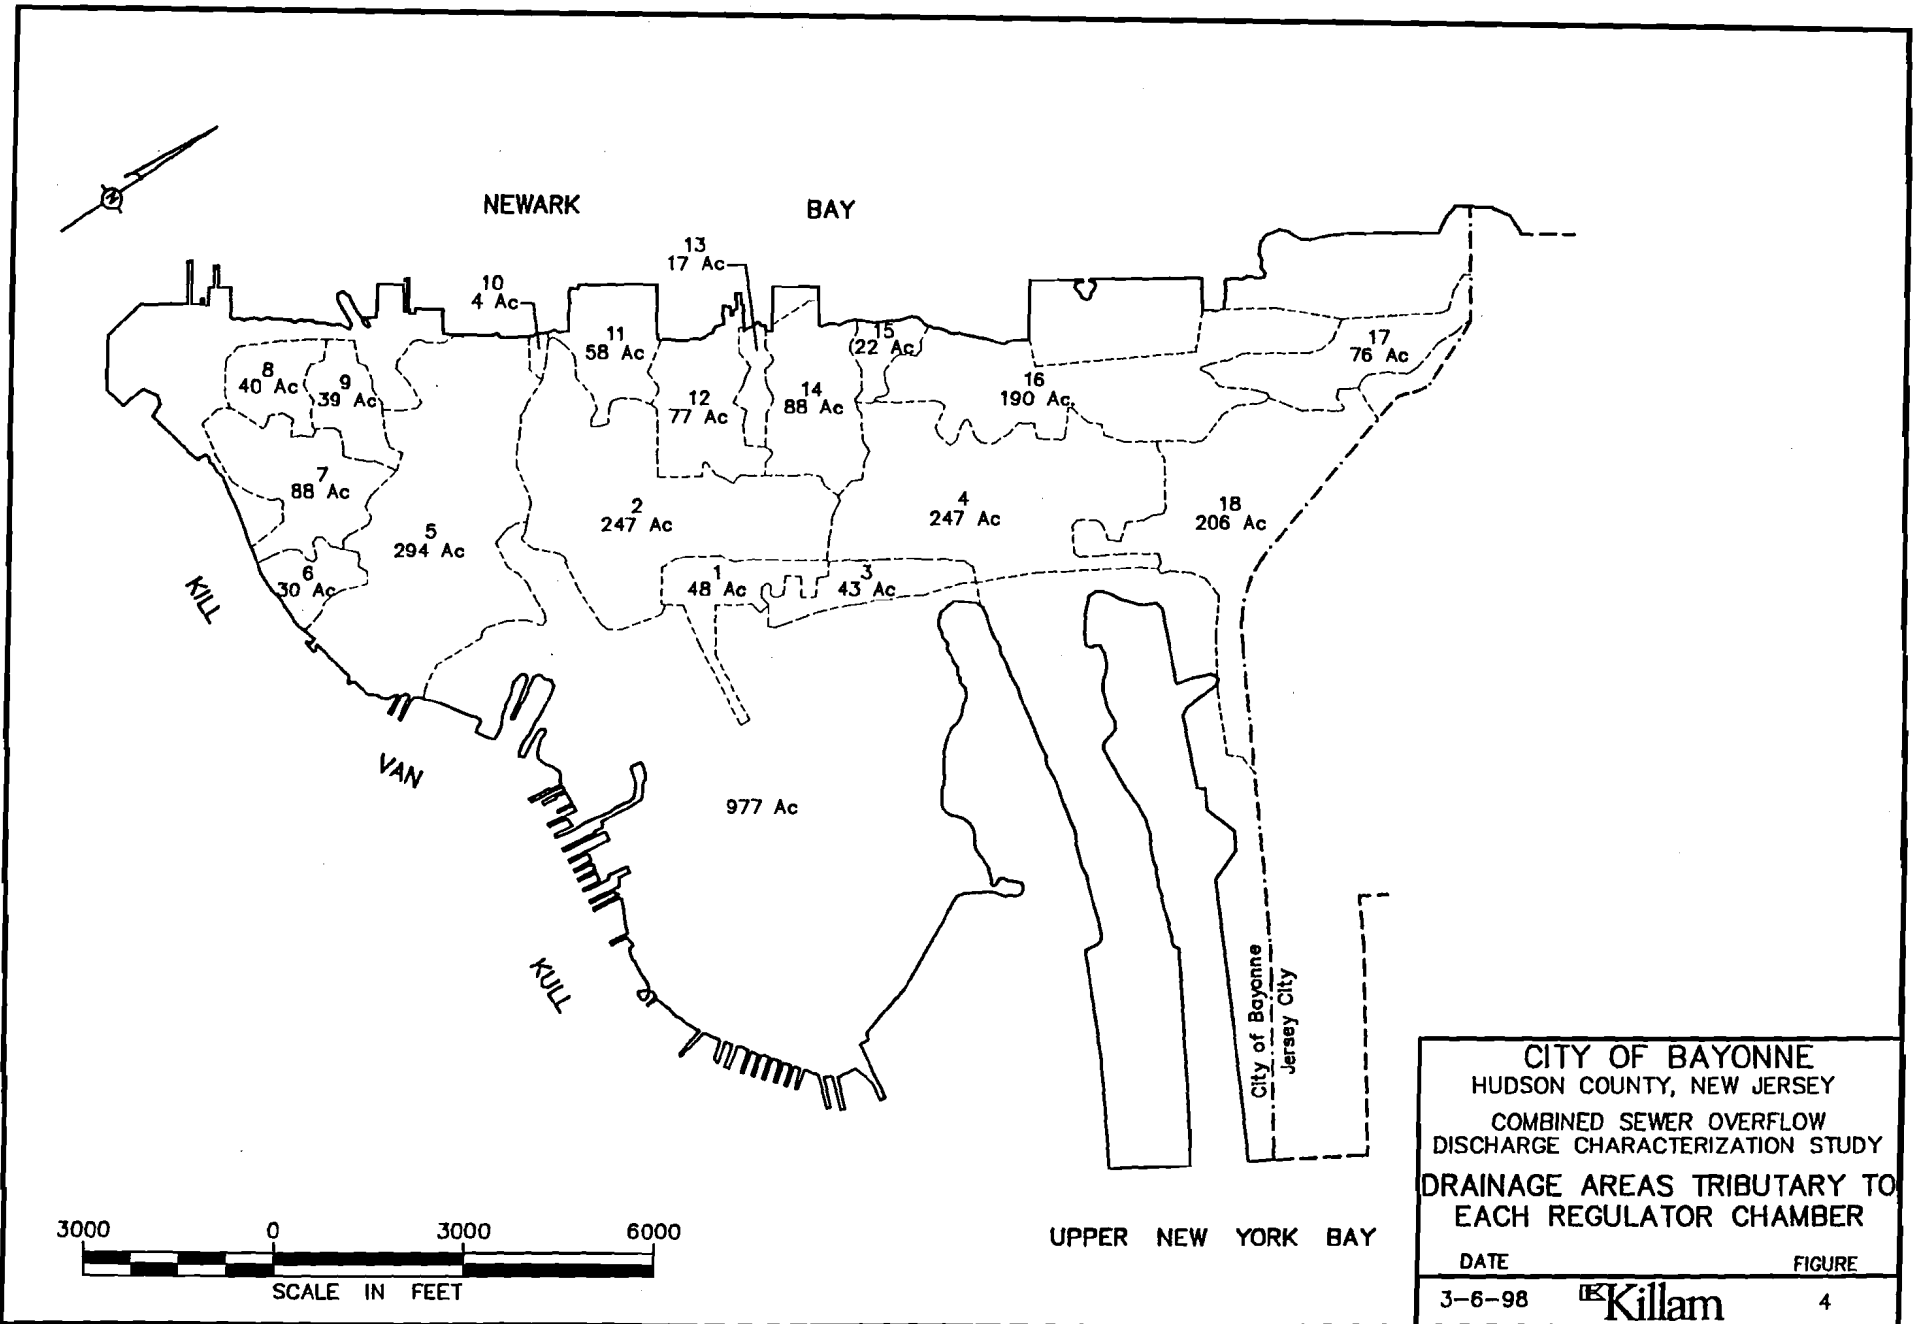 NEWARK BAY
13
17 Ac
10
4 Ac
11
58 Ac
15
22 Ac
17
76 Ac
8
40 Ac
9
39 Ac
12
77 Ac
14
88 Ac
16
190 Ac
7
88 Ac
5
294 Ac
2
247 Ac
4
247 Ac
18
206 Ac
6
30 Ac
1
48 Ac
3
43 Ac
KILL
VAN
KULL
977 Ac
City of Bayonne
Jersey City
UPPER NEW YORK BAY
3000 0 3000 6000
SCALE IN FEET
CITY OF BAYONNE
HUDSON COUNTY, NEW JERSEY
COMBINED SEWER OVERFLOW
DISCHARGE CHARACTERIZATION STUDY
DRAINAGE AREAS TRIBUTARY TO
EACH REGULATOR CHAMBER
DATE FIGURE
3-6-98 Killam 4